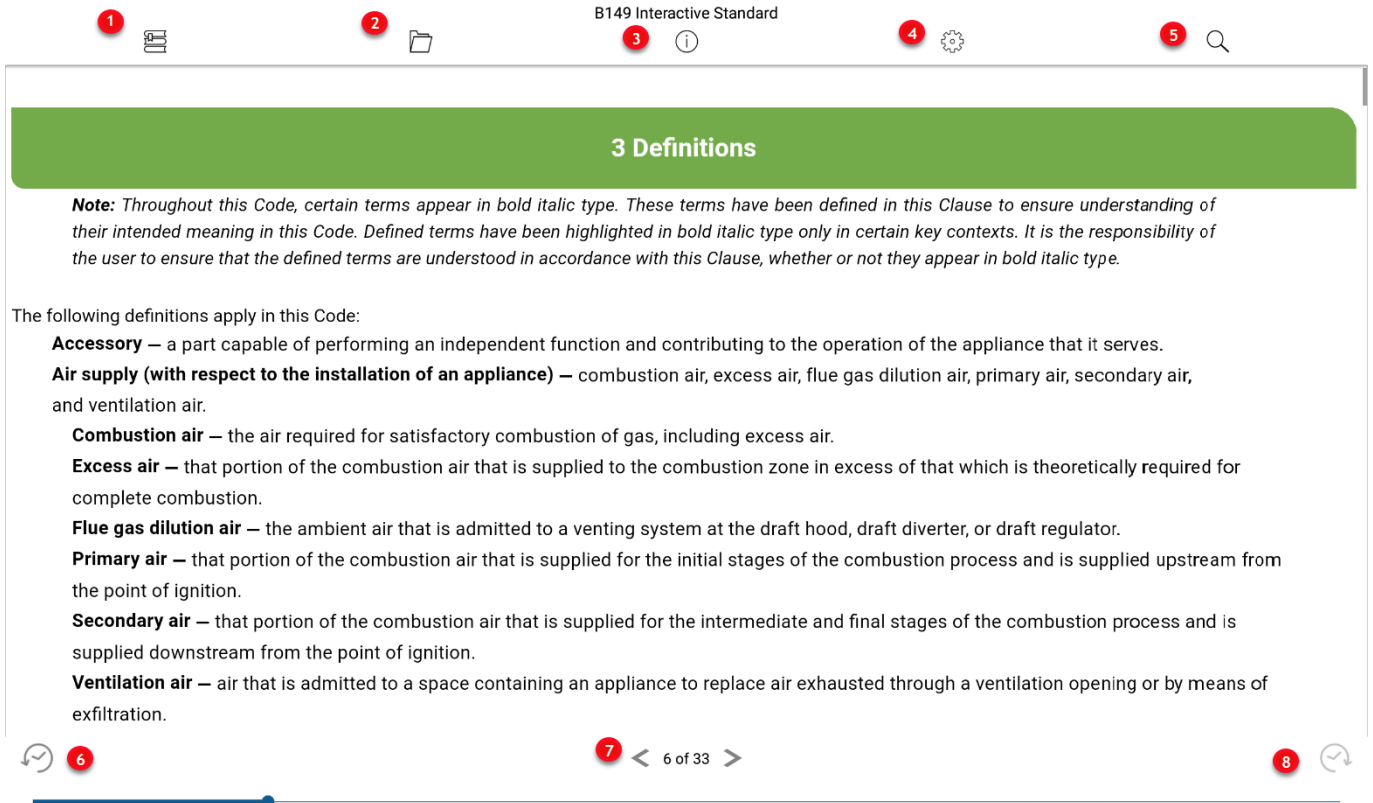 B149 Interactive Standard
1
2
3
4
5
3 Definitions
Note: Throughout this Code, certain terms appear in bold italic type. These terms have been defined in this Clause to ensure understanding of
their intended meaning in this Code. Defined terms have been highlighted in bold italic type only in certain key contexts. It is the responsibility of
the user to ensure that the defined terms are understood in accordance with this Clause, whether or not they appear in bold italic type.
The following definitions apply in this Code:
Accessory — a part capable of performing an independent function and contributing to the operation of the appliance that it serves.
Air supply (with respect to the installation of an appliance) — combustion air, excess air, flue gas dilution air, primary air, secondary air,
and ventilation air.
Combustion air — the air required for satisfactory combustion of gas, including excess air.
Excess air — that portion of the combustion air that is supplied to the combustion zone in excess of that which is theoretically required for
complete combustion.
Flue gas dilution air — the ambient air that is admitted to a venting system at the draft hood, draft diverter, or draft regulator.
Primary air — that portion of the combustion air that is supplied for the initial stages of the combustion process and is supplied upstream from
the point of ignition.
Secondary air — that portion of the combustion air that is supplied for the intermediate and final stages of the combustion process and is
supplied downstream from the point of ignition.
Ventilation air — air that is admitted to a space containing an appliance to replace air exhausted through a ventilation opening or by means of
exfiltration.
6
7
6 of 33
8